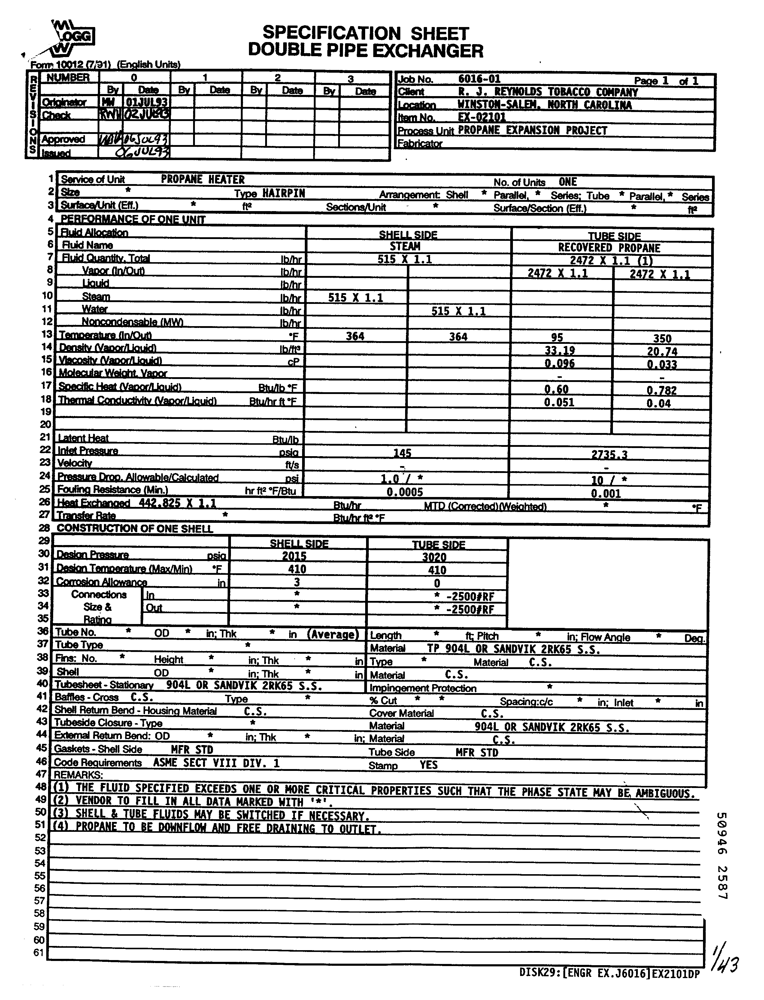 M
OGG
W
SPECIFICATION SHEET
DOUBLE PIPE EXCHANGER
Form 10012 (7/91) (English Units)
REVISIONS
NUMBER 0 1 2 3
By Date By Date By Date By Date
Originator MW 01JUL93
Check RWV 02JUL93
Approved 06JUL93
Issued 06JUL93
Job No. 6016-01 Page 1 of 1
Client R. J. REYNOLDS TOBACCO COMPANY
Location WINSTON-SALEM, NORTH CAROLINA
Item No. EX-02101
Process Unit PROPANE EXPANSION PROJECT
Fabricator
1 Service of Unit PROPANE HEATER No. of Units ONE
2 Size * Type HAIRPIN Arrangement: Shell * Parallel, Series; Tube * Parallel, * Series
3 Surface/Unit (Eff.) * ft² Sections/Unit * Surface/Section (Eff.) * ft²
4 PERFORMANCE OF ONE UNIT
5 Fluid Allocation SHELL SIDE TUBE SIDE
6 Fluid Name STEAM RECOVERED PROPANE
7 Fluid Quantity, Total lb/hr 515 X 1.1 2472 X 1.1 (1)
8 Vapor (In/Out) lb/hr 2472 X 1.1 2472 X 1.1
9 Liquid lb/hr
10 Steam lb/hr 515 X 1.1
11 Water lb/hr 515 X 1.1
12 Noncondensable (MW) lb/hr
13 Temperature (In/Out) °F 364 364 95 350
14 Density (Vapor/Liquid) lb/ft³ 33.19 20.74
15 Viscosity (Vapor/Liquid) cP 0.096 0.033
16 Molecular Weight, Vapor - -
17 Specific Heat (Vapor/Liquid) Btu/lb °F 0.60 0.782
18 Thermal Conductivity (Vapor/Liquid) Btu/hr ft °F 0.051 0.04
19
20
21 Latent Heat Btu/lb
22 Inlet Pressure psig 145 2735.3
23 Velocity ft/s - -
24 Pressure Drop, Allowable/Calculated psi 1.0 / * 10 / *
25 Fouling Resistance (Min.) hr ft² °F/Btu 0.0005 0.001
26 Heat Exchanged 442.825 X 1.1 Btu/hr MTD (Corrected)(Weighted) * °F
27 Transfer Rate * Btu/hr ft² °F
28 CONSTRUCTION OF ONE SHELL
29 SHELL SIDE TUBE SIDE
30 Design Pressure psig 2015 3020
31 Design Temperature (Max/Min) °F 410 410
32 Corrosion Allowance in 3 0
33 Connections In * * -2500#RF
34 Size & Out * * -2500#RF
35 Rating
36 Tube No. * OD * in; Thk * in (Average) Length * ft; Pitch * in; Flow Angle * Deg.
37 Tube Type * Material TP 904L OR SANDVIK 2RK65 S.S.
38 Fins: No. * Height * in; Thk * in Type * Material C.S.
39 Shell OD * in; Thk * in Material C.S.
40 Tubesheet - Stationary 904L OR SANDVIK 2RK65 S.S. Impingement Protection *
41 Baffles - Cross C.S. Type * % Cut * * Spacing:c/c * in; Inlet * in
42 Shell Return Bend - Housing Material C.S. Cover Material C.S.
43 Tubeside Closure - Type * Material 904L OR SANDVIK 2RK65 S.S.
44 External Return Bend: OD * in; Thk * in; Material C.S.
45 Gaskets - Shell Side MFR STD Tube Side MFR STD
46 Code Requirements ASME SECT VIII DIV. 1 Stamp YES
47 REMARKS:
48 (1) THE FLUID SPECIFIED EXCEEDS ONE OR MORE CRITICAL PROPERTIES SUCH THAT THE PHASE STATE MAY BE AMBIGUOUS.
49 (2) VENDOR TO FILL IN ALL DATA MARKED WITH '*'.
50 (3) SHELL & TUBE FLUIDS MAY BE SWITCHED IF NECESSARY.
51 (4) PROPANE TO BE DOWNFLOW AND FREE DRAINING TO OUTLET.
52
53
54
55
56
57
58
59
60
61
50946 2587
1/43
DISK29:[ENGR EX.J6016]EX2101DP